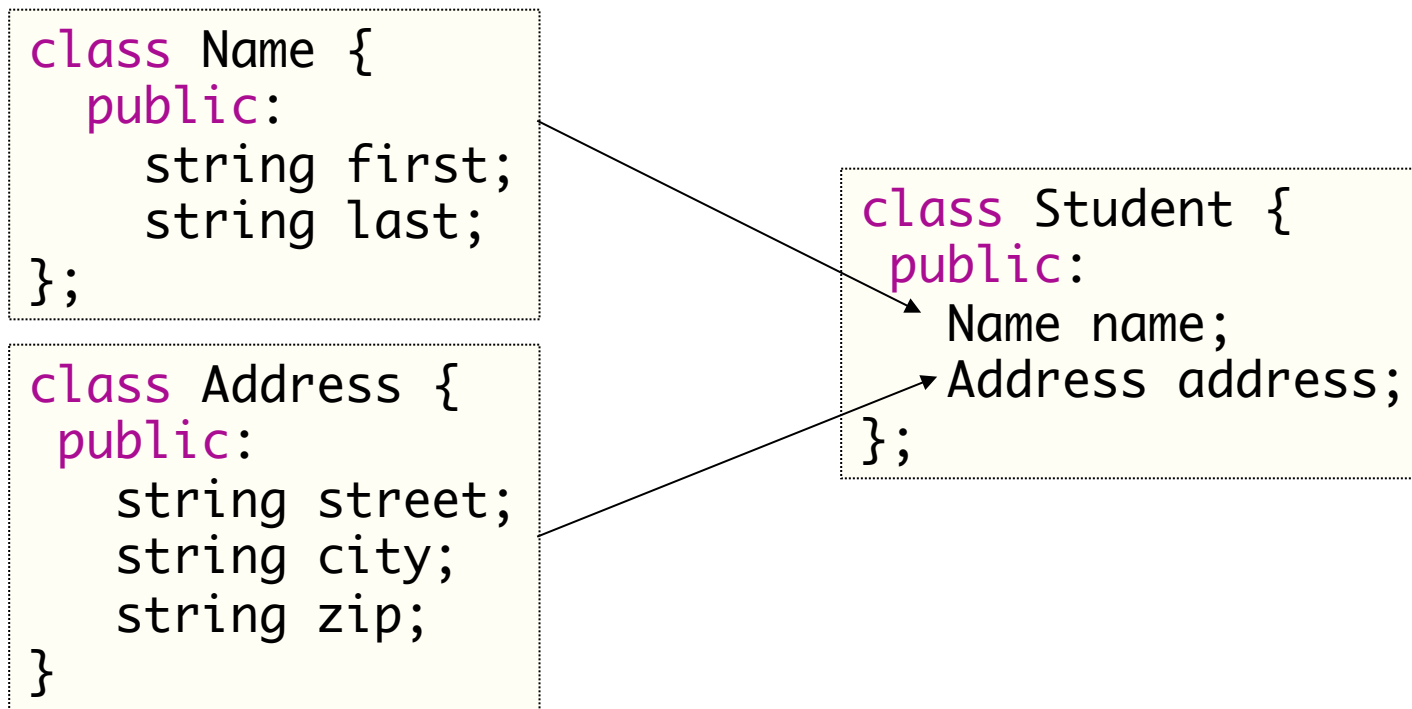 class Name {
  public:
    string first;
    string last;
};
class Address {
 public:
   string street;
   string city;
   string zip;
}
class Student {
 public:
   Name name;
   Address address;
};